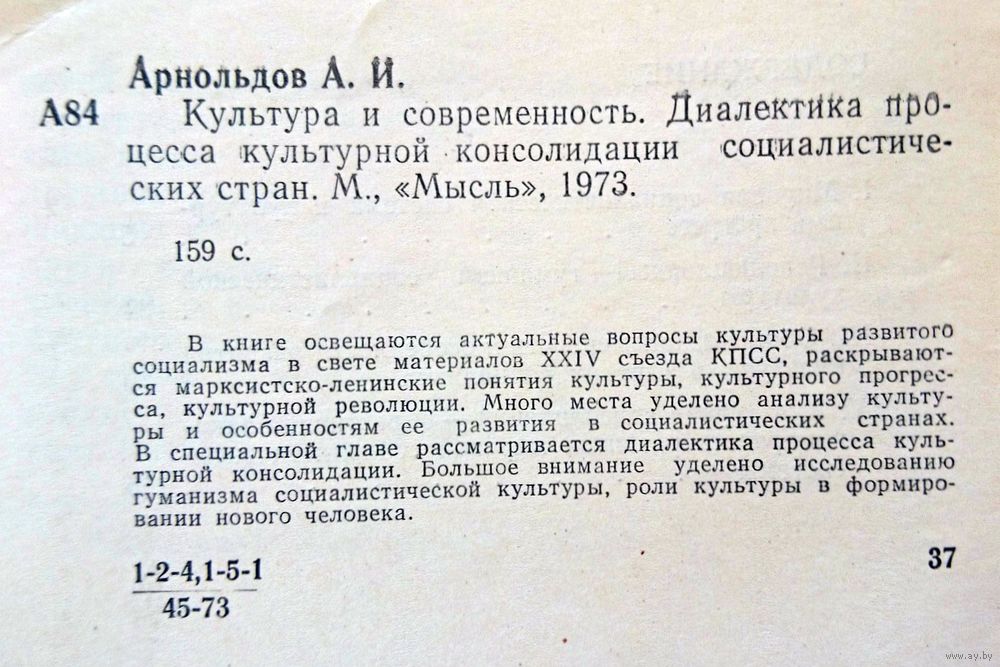 Арнольдов А. И.
А84 Культура и современность. Диалектика про-
цесса культурной консолидации социалистиче-
ских стран. М., «Мысль», 1973.
159 с.
В книге освещаются актуальные вопросы культуры развитого
социализма в свете материалов XXIV съезда КПСС, раскрывают-
ся марксистско-ленинские понятия культуры, культурного прогрес-
са, культурной революции. Много места уделено анализу культу-
ры и особенностям ее развития в социалистических странах.
В специальной главе рассматривается диалектика процесса куль-
турной консолидации. Большое внимание уделено исследованию
гуманизма социалистической культуры, роли культуры в формиро-
вании нового человека.
1-2-4,1-5-1
45-73
37
www.ay.by